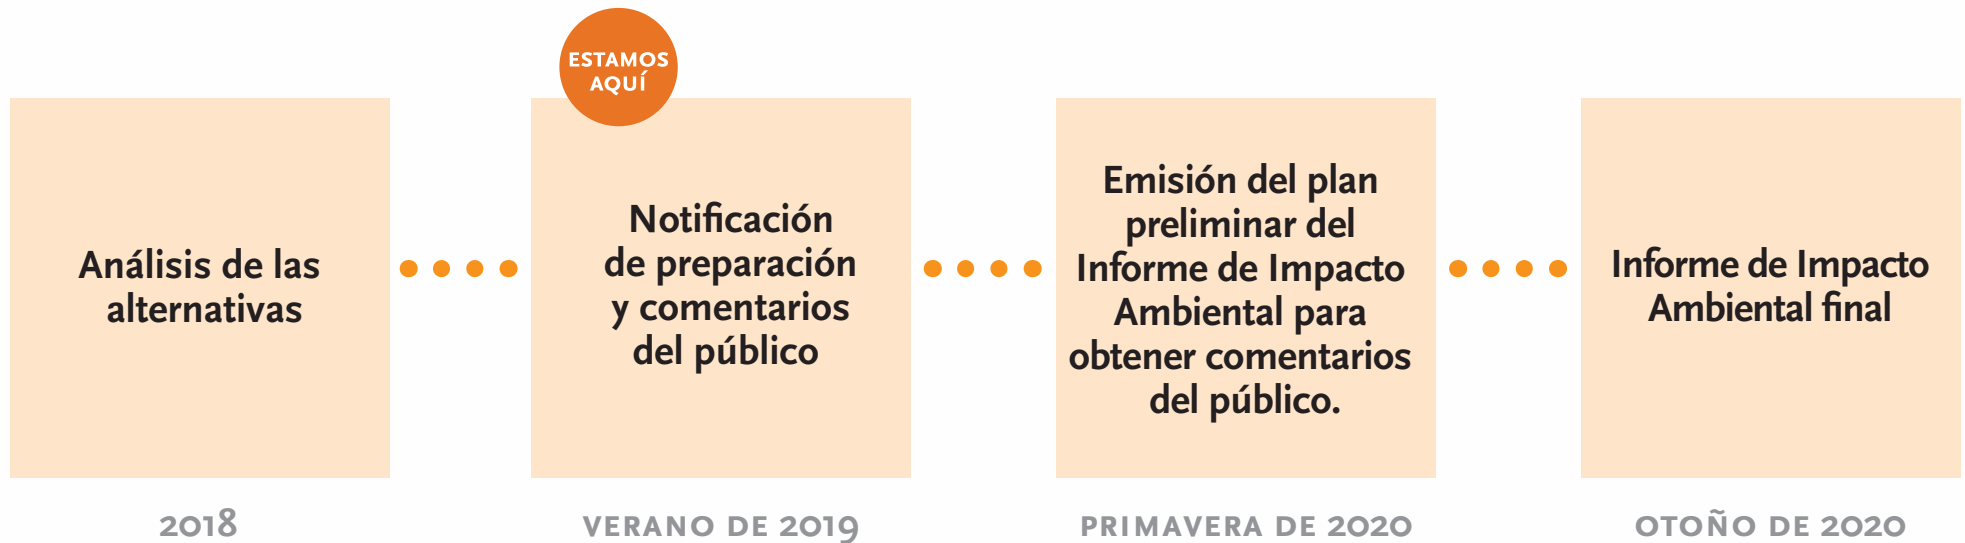 ESTAMOS
AQUÍ
Análisis de las
alternativas
2018
Notificación
de preparación
y comentarios
del público
VERANO DE 2019
Emisión del plan
preliminar del
Informe de Impacto
Ambiental para
obtener comentarios
del público.
PRIMAVERA DE 2020
Informe de Impacto
Ambiental final
OTOÑO DE 2020